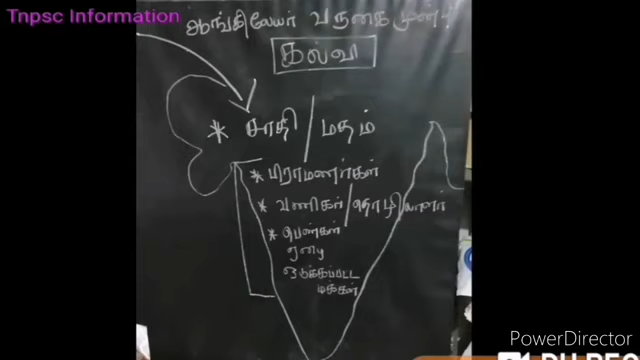 Tnpsc Information
ஆங்கிலேயர் வருகைமுன்!
கல்வி
* சாதி / மதம்
* பிராமணர்கள்
* வணிகர் / தொழிலாளர்
* பெண்கள்
ஏழை
ஒடுக்கப்பட்ட
மக்கள்
PowerDirector